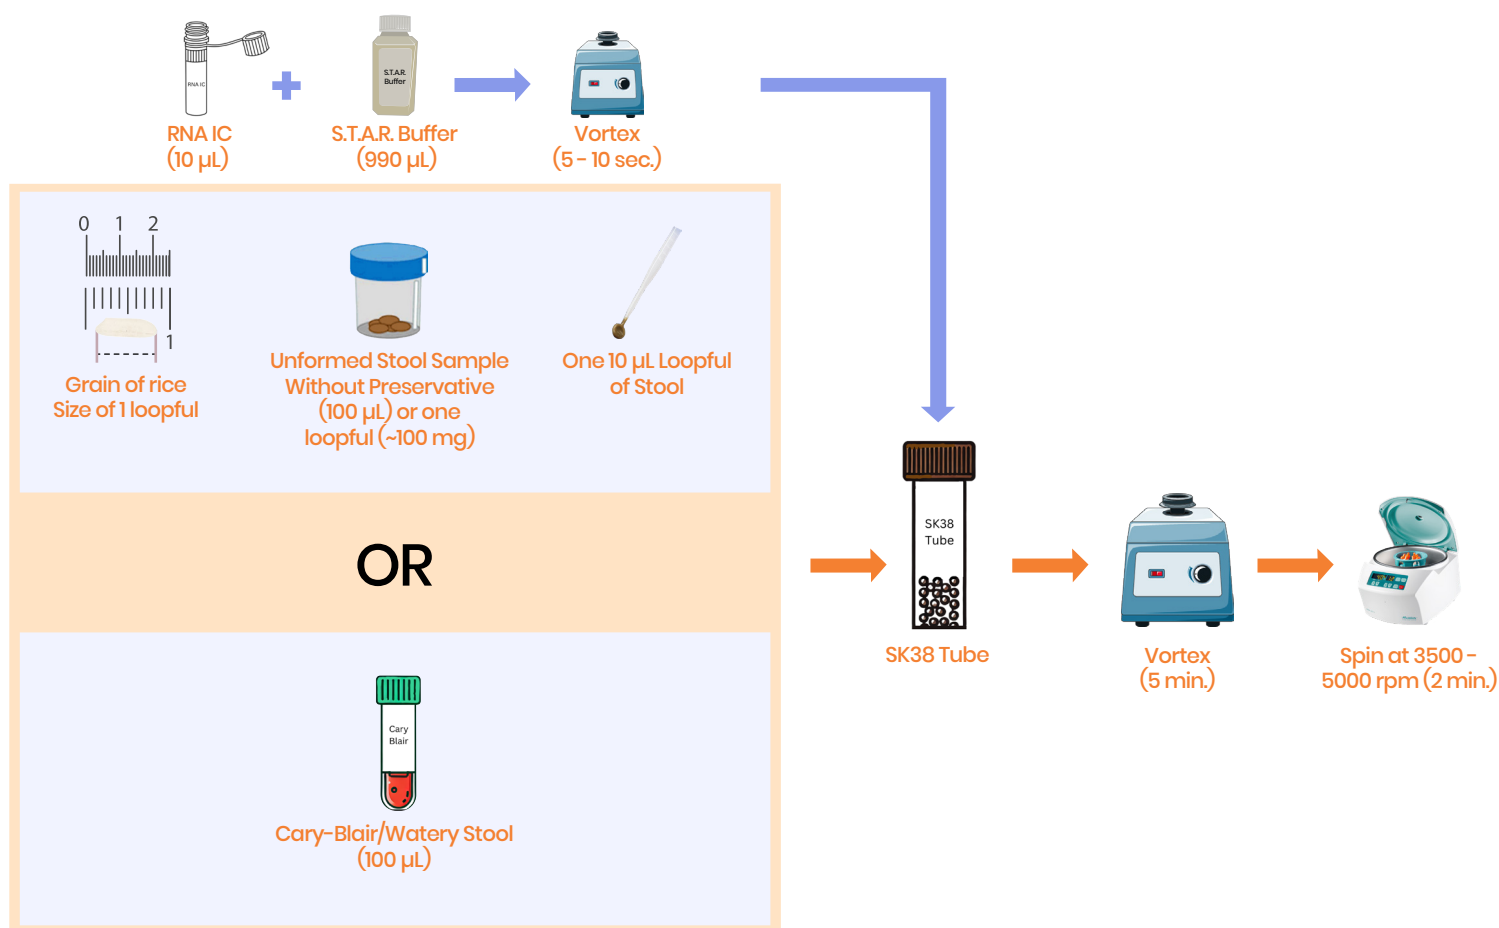 RNA IC
S.T.A.R.
Buffer
RNA IC
(10 µL)
S.T.A.R. Buffer
(990 µL)
Vortex
(5 - 10 sec.)
0 1 2
1
Grain of rice
Size of 1 loopful
Unformed Stool Sample
Without Preservative
(100 µL) or one
loopful (~100 mg)
One 10 µL Loopful
of Stool
OR
Cary
Blair
Cary-Blair/Watery Stool
(100 µL)
SK38
Tube
SK38 Tube
Vortex
(5 min.)
Spin at 3500 -
5000 rpm (2 min.)